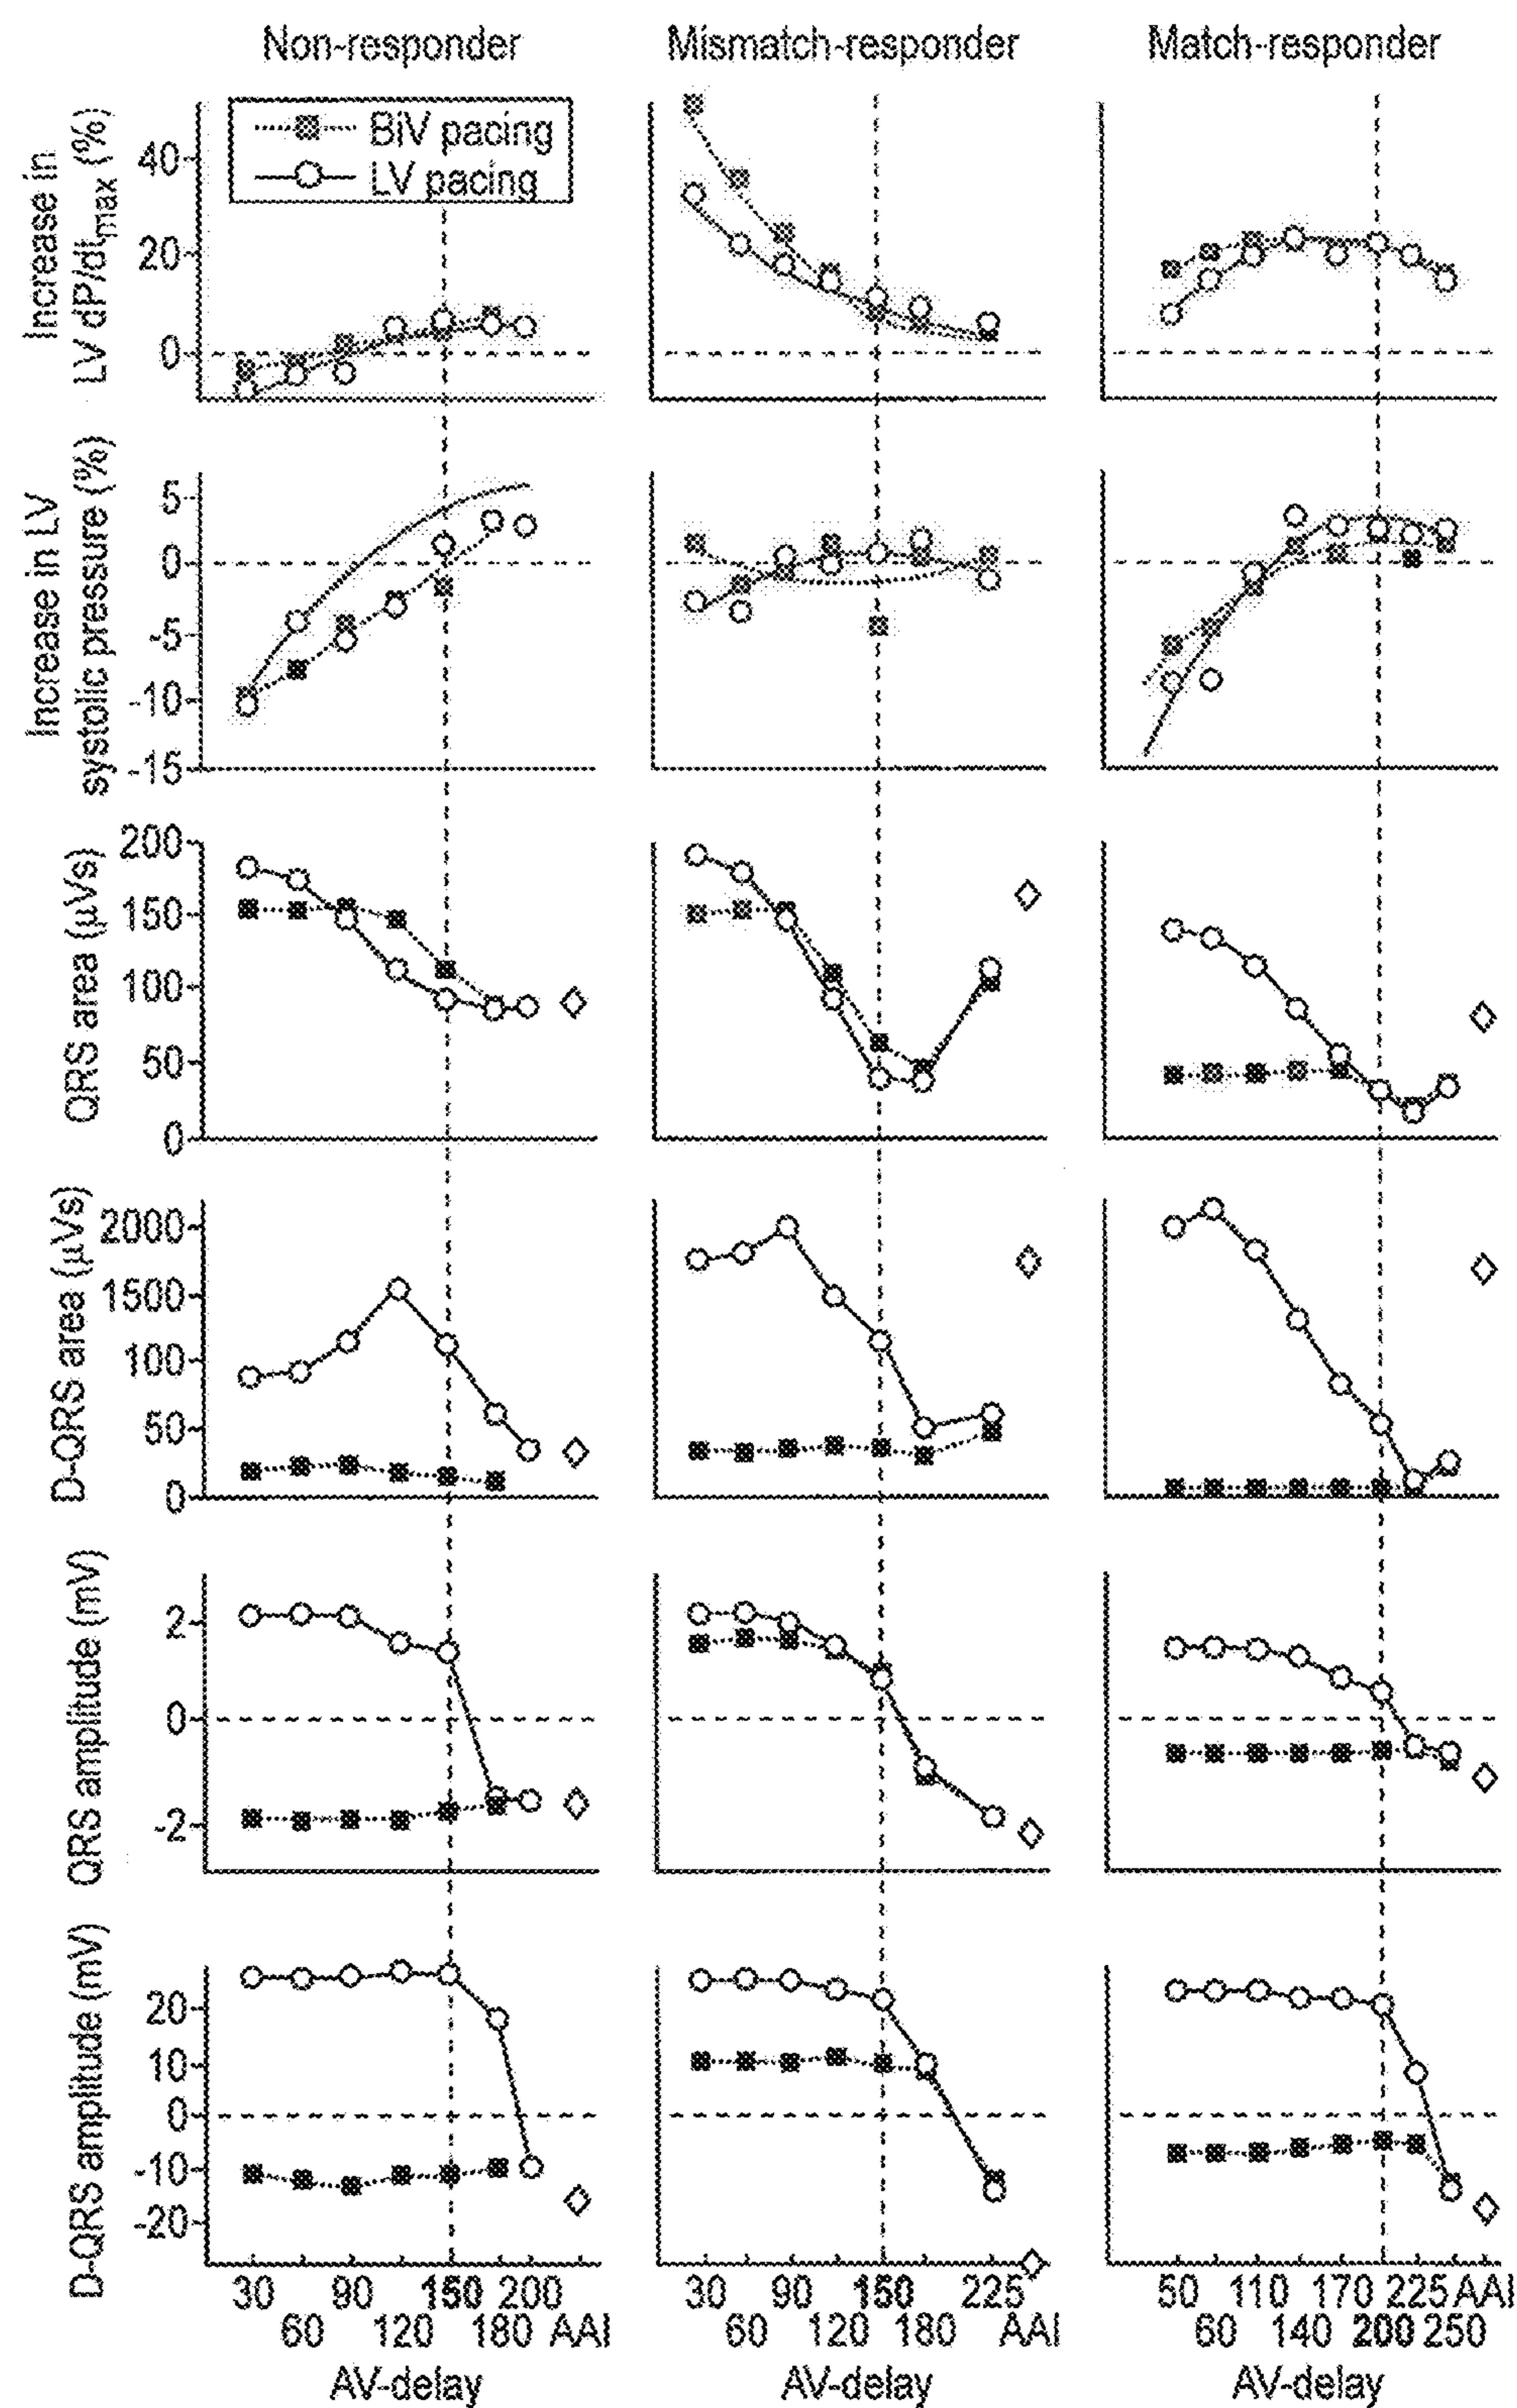 Non-responder Mismatch-responder Match-responder
BiV pacing
LV pacing
Increase in
LV dP/dtmax (%)
40
20
0
Increase in LV
systolic pressure (%)
5
0
-5
-10
-15
QRS area (µVs)
200
150
100
50
0
D-QRS area (µVs)
2000
1500
100
50
0
QRS amplitude (mV)
2
0
-2
D-QRS amplitude (mV)
20
10
0
-10
-20
30 90 150 200 30 90 150 225 50 110 170 225 AAI
60 120 180 AAI 60 120 180 AAI 60 140 200 250
AV-delay AV-delay AV-delay